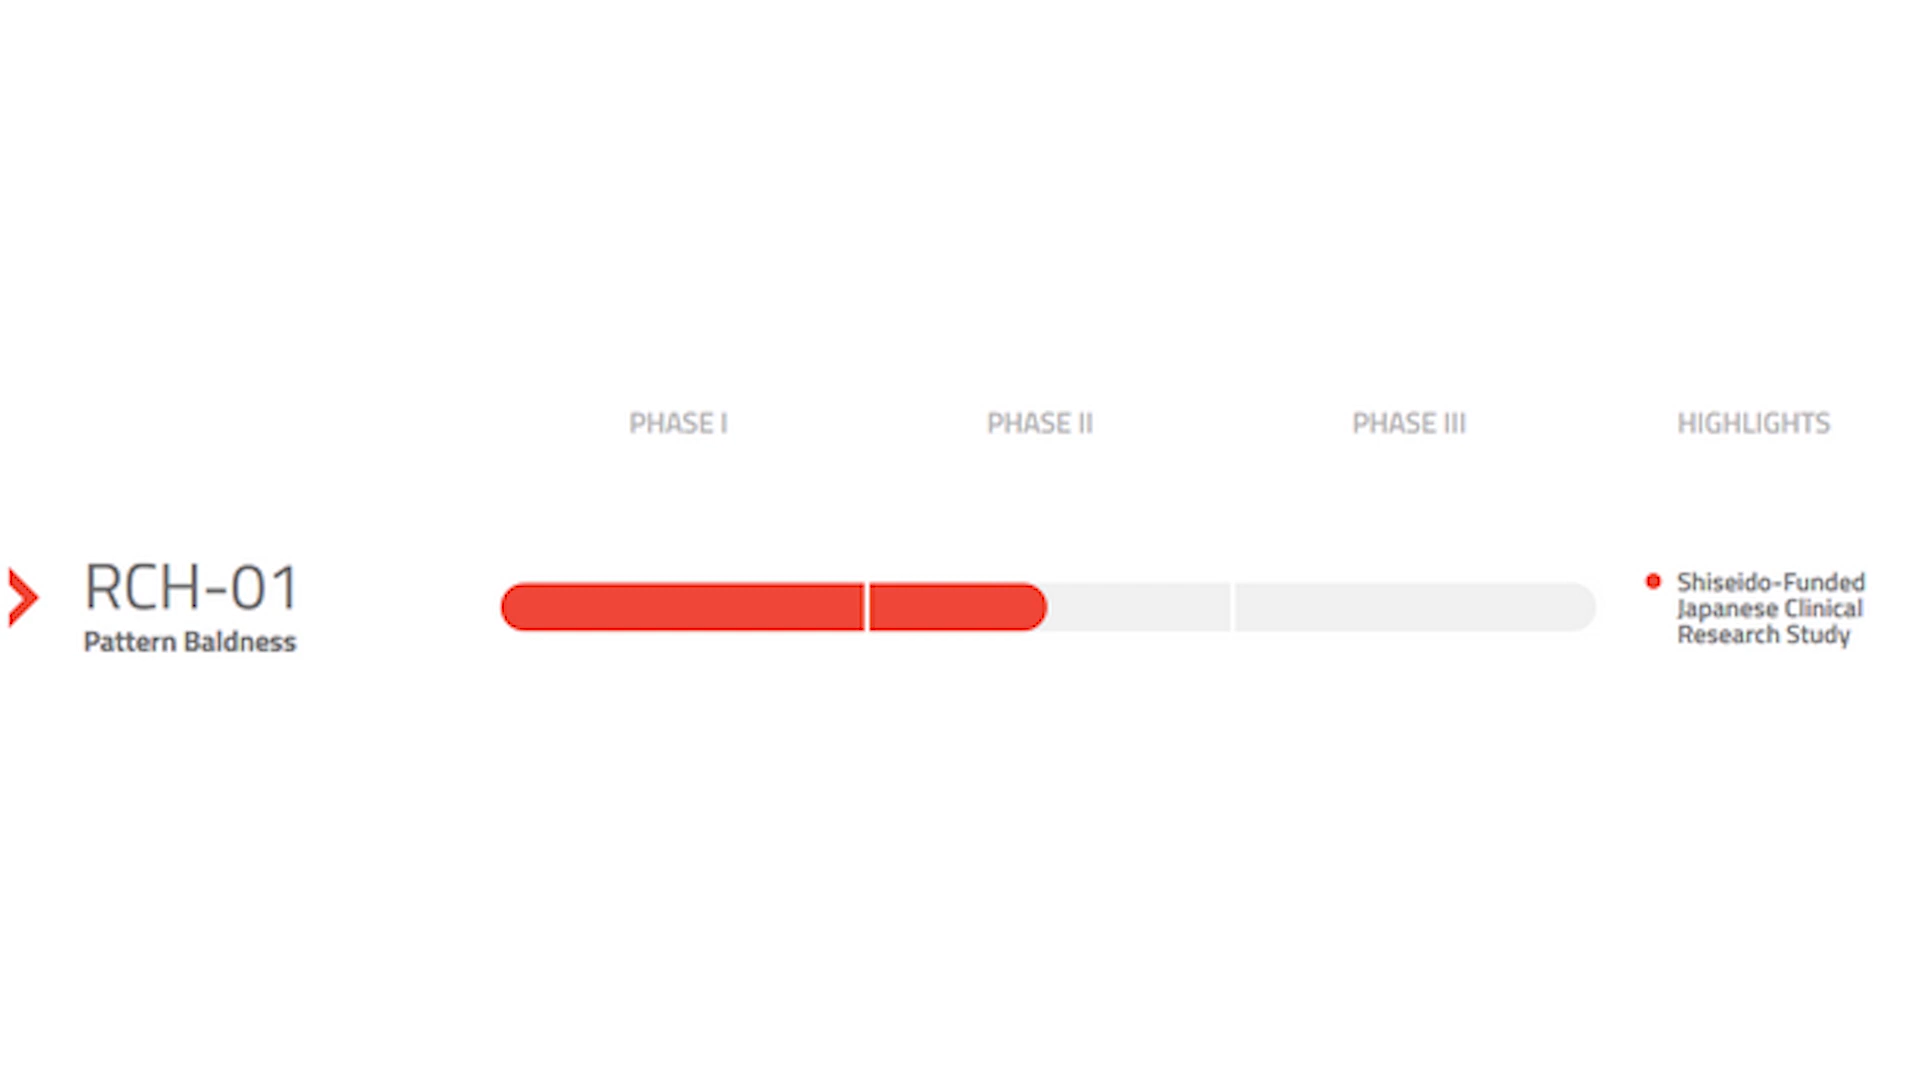 PHASE I PHASE II PHASE III HIGHLIGHTS
RCH-01
Pattern Baldness
Shiseido-Funded
Japanese Clinical
Research Study